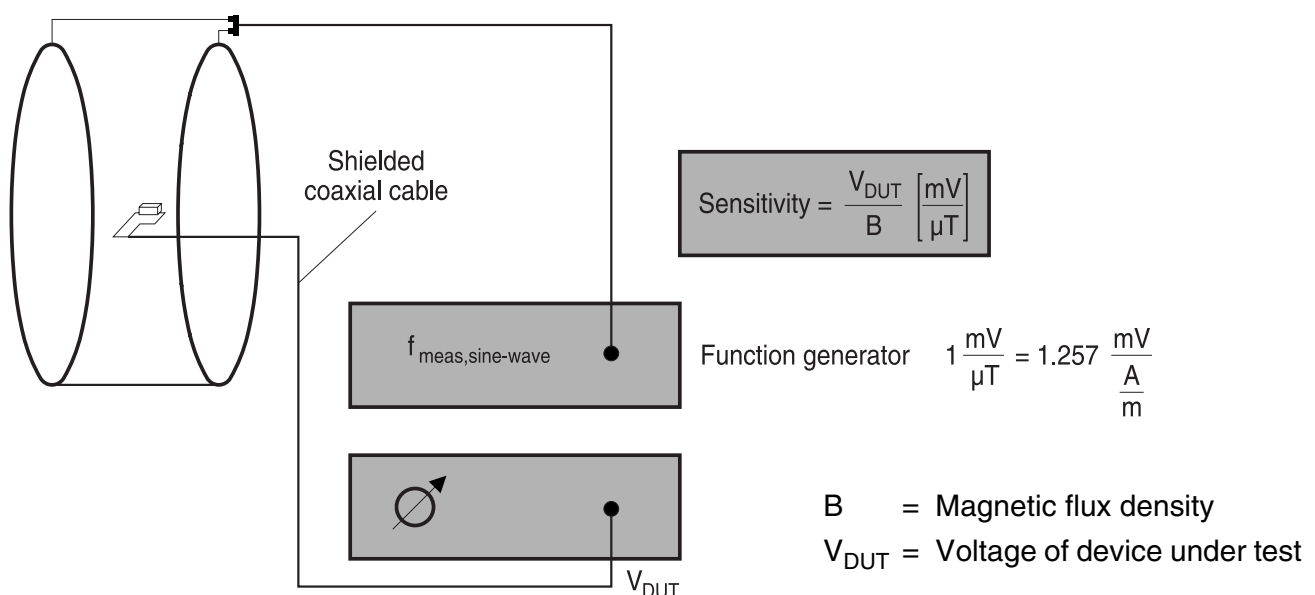 Shielded
coaxial cable
Sensitivity = V_DUT / B [mV / µT]
f_meas,sine-wave
Function generator
1 mV / µT = 1.257 mV / (A / m)
B = Magnetic flux density
V_DUT = Voltage of device under test
V_DUT